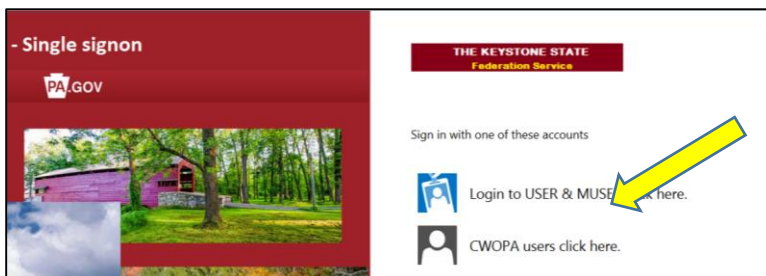 - Single signon
PA.GOV
THE KEYSTONE STATE
Federation Service
Sign in with one of these accounts
Login to USER & MUSE here.
CWOPA users click here.